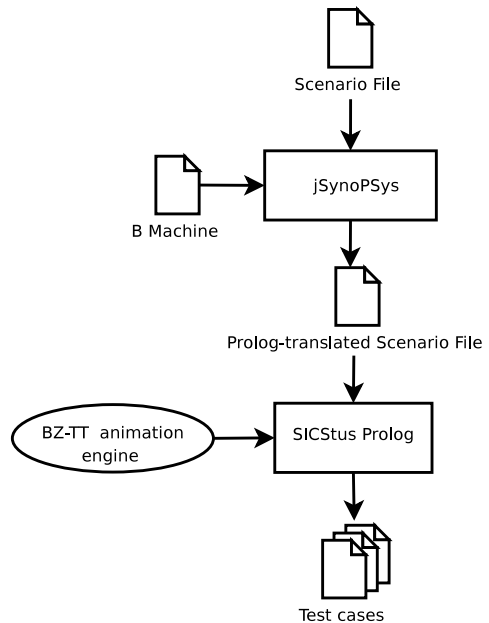 Scenario File
jSynoPSys
B Machine
Prolog-translated Scenario File
BZ-TT animation
engine
SICStus Prolog
Test cases